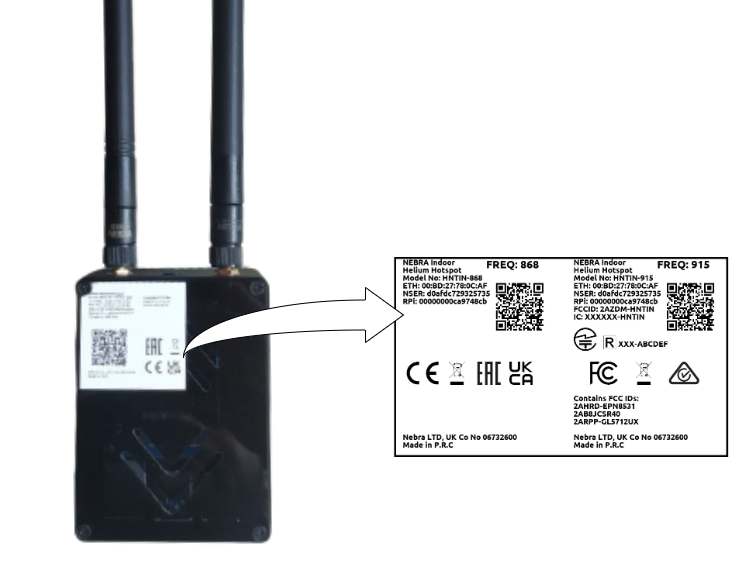 NEBRA Indoor
Helium Hotspot
FREQ: 868
Model No: HNTIN-868
ETH: 00:BD:27:78:0C:AF
NSER: d0afdc729325735
RPi: 00000000ca9748cb
CE
EAC
UK
CA
Nebra LTD, UK Co No 06732600
Made in P.R.C
NEBRA Indoor
Helium Hotspot
FREQ: 915
Model No: HNTIN-915
ETH: 00:BD:27:78:0C:AF
NSER: d0afdc729325735
RPi: 00000000ca9748cb
FCCID: 2AZDM-HNTIN
IC: XXXXXX-HNTIN
R XXX-ABCDEF
FC
Contains FCC IDs:
2AHRD-EPN8531
2AB8JCSR40
2ARPP-GL5712UX
Nebra LTD, UK Co No 06732600
Made in P.R.C
EAC
CE